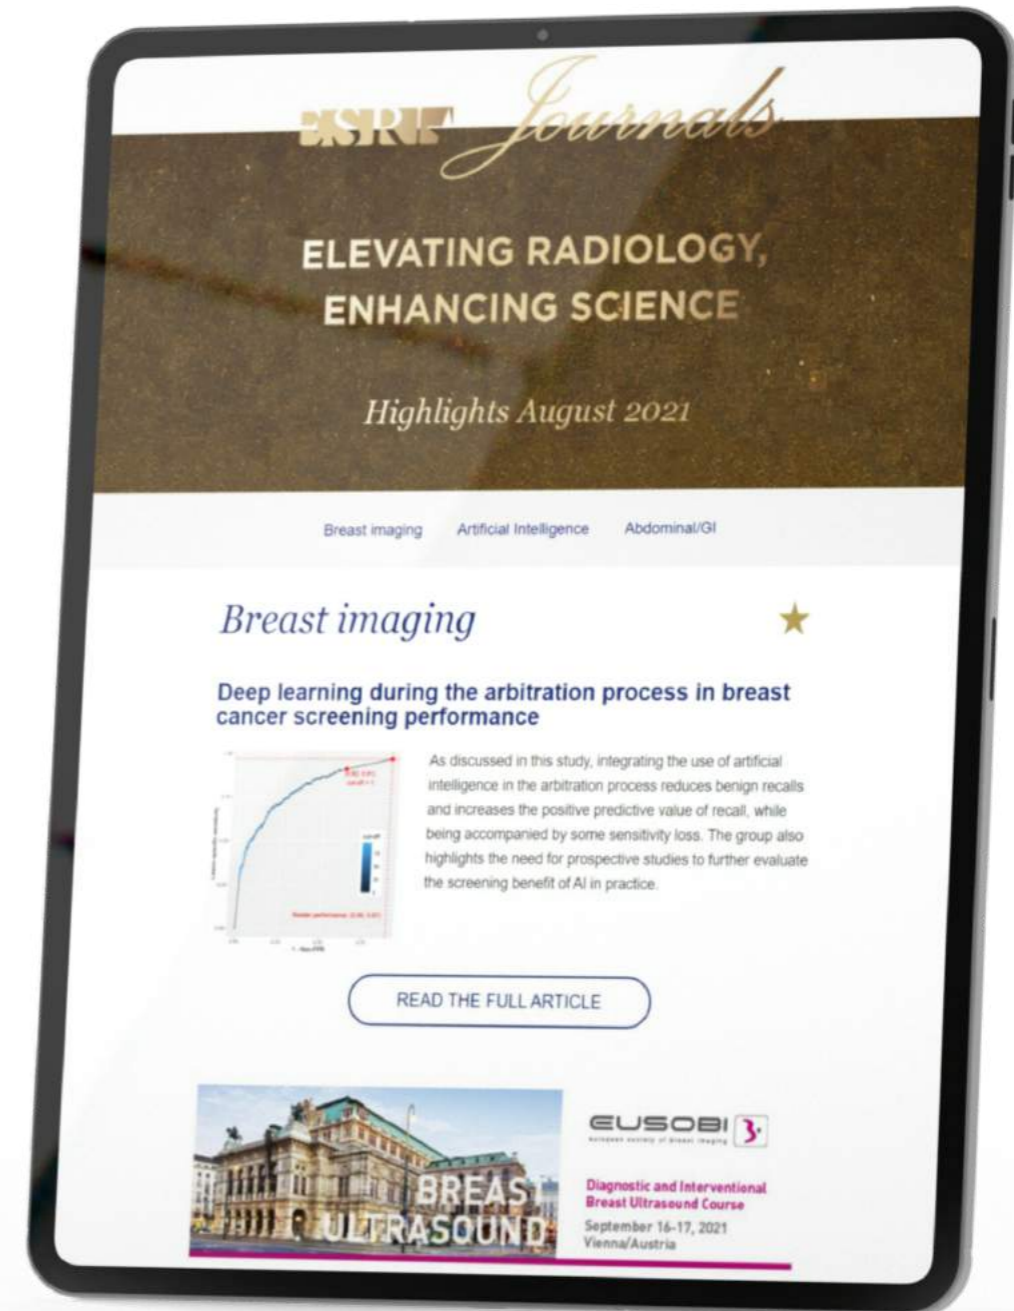 ESR Journals
ELEVATING RADIOLOGY,
ENHANCING SCIENCE
Highlights August 2021
Breast imaging Artificial Intelligence Abdominal/GI
Breast imaging
Deep learning during the arbitration process in breast
cancer screening performance
As discussed in this study, integrating the use of artificial
intelligence in the arbitration process reduces benign recalls
and increases the positive predictive value of recall, while
being accompanied by some sensitivity loss. The group also
highlights the need for prospective studies to further evaluate
the screening benefit of AI in practice.
READ THE FULL ARTICLE
BREAST
ULTRASOUND
EUSOBI
european society of breast imaging
Diagnostic and Interventional
Breast Ultrasound Course
September 16-17, 2021
Vienna/Austria